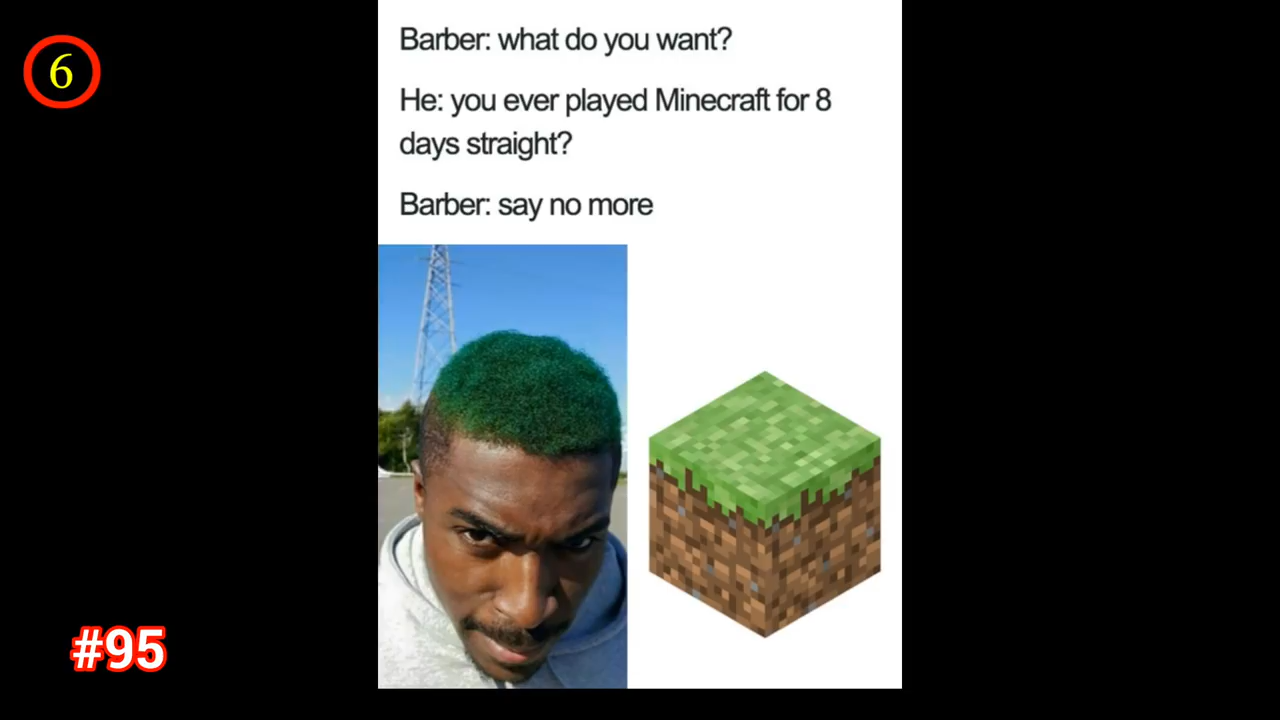 6
Barber: what do you want?
He: you ever played Minecraft for 8
days straight?
Barber: say no more
#95